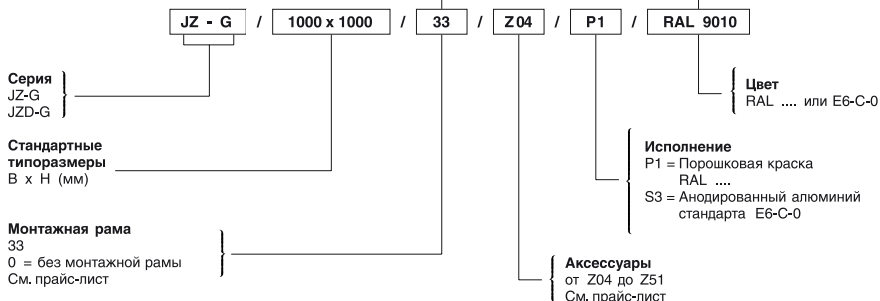 JZ - G / 1000 x 1000 / 33 / Z04 / P1 / RAL 9010
Серия
JZ-G
JZD-G
Стандартные
типоразмеры
B x H (мм)
Монтажная рама
33
0 = без монтажной рамы
См. прайс-лист
Цвет
RAL .... или E6-C-0
Исполнение
P1 = Порошковая краска
RAL ....
S3 = Анодированный алюминий
стандарта E6-C-0
Аксессуары
от Z04 до Z51
См. прайс-лист